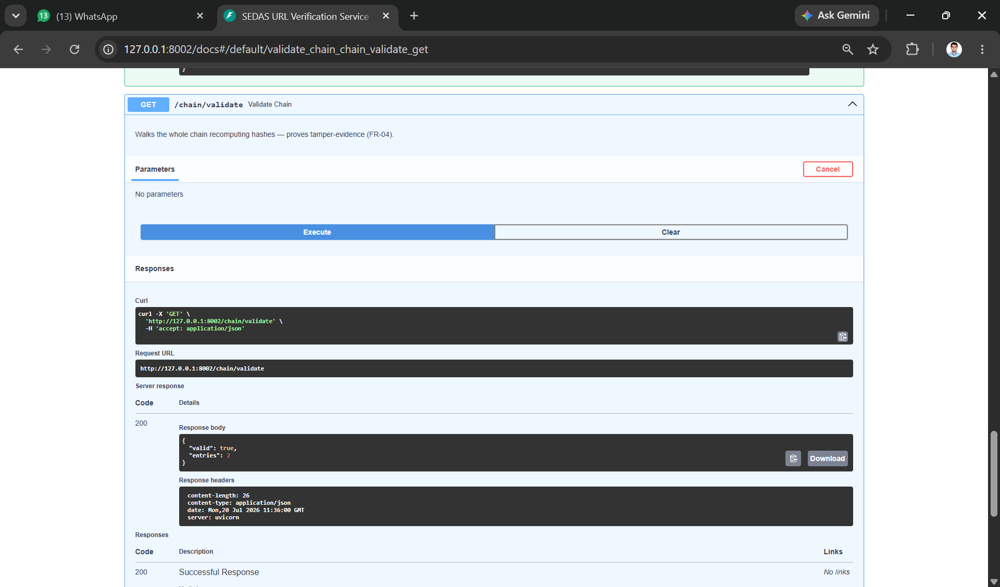 13 (13) WhatsApp
SEDAS URL Verification Service
Ask Gemini
127.0.0.1:8002/docs#/default/validate_chain_chain_validate_get
}
GET /chain/validate Validate Chain
Walks the whole chain recomputing hashes — proves tamper-evidence (FR-04).
Parameters
Cancel
No parameters
Execute
Clear
Responses
Curl
curl -X 'GET' \
'http://127.0.0.1:8002/chain/validate' \
-H 'accept: application/json'
Request URL
http://127.0.0.1:8002/chain/validate
Server response
Code Details
200
Response body
{
"valid": true,
"entries": 2
}
Download
Response headers
content-length: 26
content-type: application/json
date: Mon,20 Jul 2026 11:36:00 GMT
server: uvicorn
Responses
Code Description Links
200 Successful Response No links